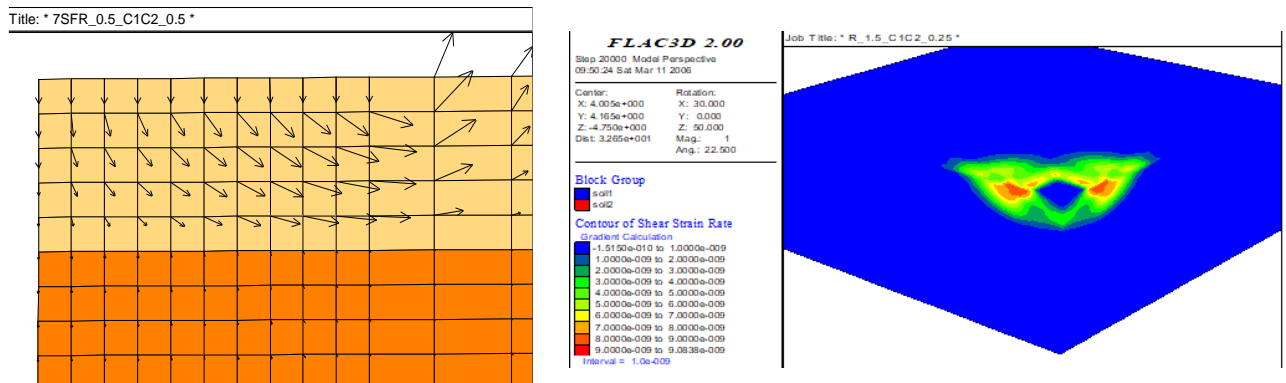 Title: * 7SFR_0.5_C1C2_0.5 *
FLAC3D 2.00
Step 20000 Model Perspective
09:50:24 Sat Mar 11 2006
Center:
X: 4.005e+000
Y: 4.165e+000
Z: -4.750e+000
Dist: 3.265e+001
Rotation:
X: 30.000
Y: 0.000
Z: 50.000
Mag.: 1
Ang.: 22.500
Block Group
soil1
soil2
Contour of Shear Strain Rate
Gradient Calculation
-1.5150e-010 to 1.0000e-009
1.0000e-009 to 2.0000e-009
2.0000e-009 to 3.0000e-009
3.0000e-009 to 4.0000e-009
4.0000e-009 to 5.0000e-009
5.0000e-009 to 6.0000e-009
6.0000e-009 to 7.0000e-009
7.0000e-009 to 8.0000e-009
8.0000e-009 to 9.0000e-009
9.0000e-009 to 9.0838e-009
Interval = 1.0e-009
Job Title: * R_1.5_C1C2_0.25 *